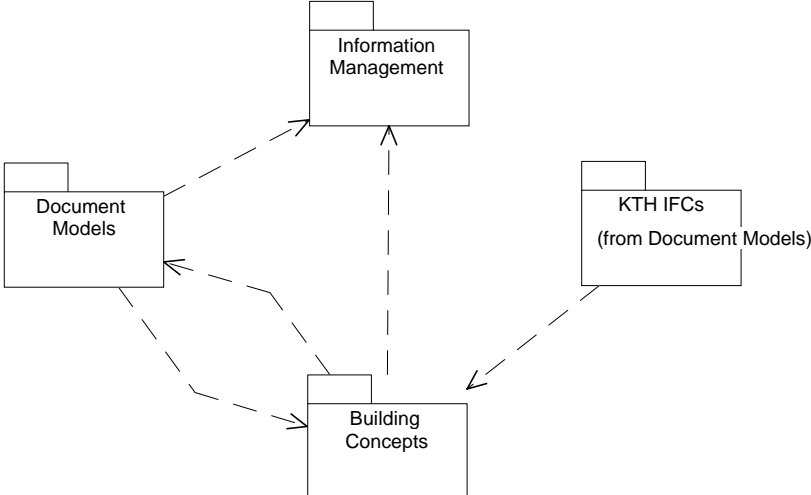 Information
Management
Document
Models
KTH IFCs
(from Document Models)
Building
Concepts